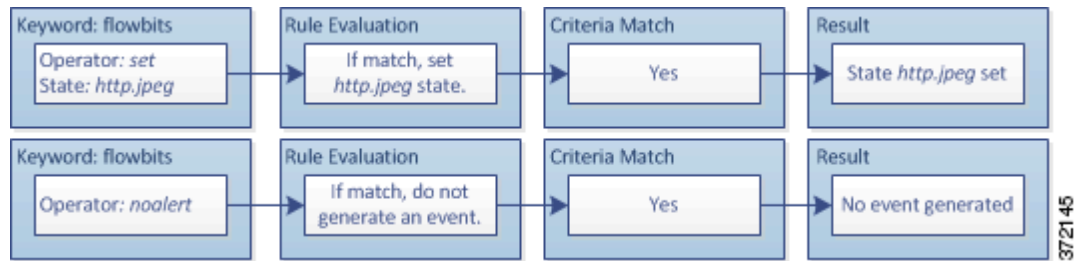 Keyword: flowbits
Operator: set
State: http.jpeg
Rule Evaluation
If match, set
http.jpeg state.
Criteria Match
Yes
Result
State http.jpeg set
Keyword: flowbits
Operator: noalert
Rule Evaluation
If match, do not
generate an event.
Criteria Match
Yes
Result
No event generated
372145